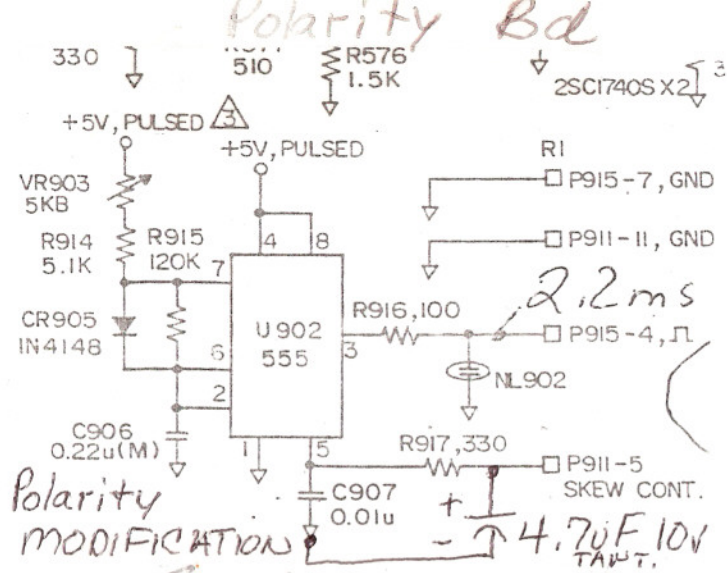 Polarity Bd
330
510
R576
1.5K
2SC1740S X2
3
+5V, PULSED 3
+5V, PULSED
R1
VR903
5KB
P915-7, GND
R914
5.1K
R915
120K
7
4
8
P911-11, GND
2.2ms
CR905
1N4148
U902
555
R916,100
3
P915-4,
6
2
NL902
C906
0.22u(M)
1
5
R917,330
P911-5
SKEW CONT.
C907
0.01u
Polarity
MODIFICATION
+
-
4.7uF 10V
TANT.